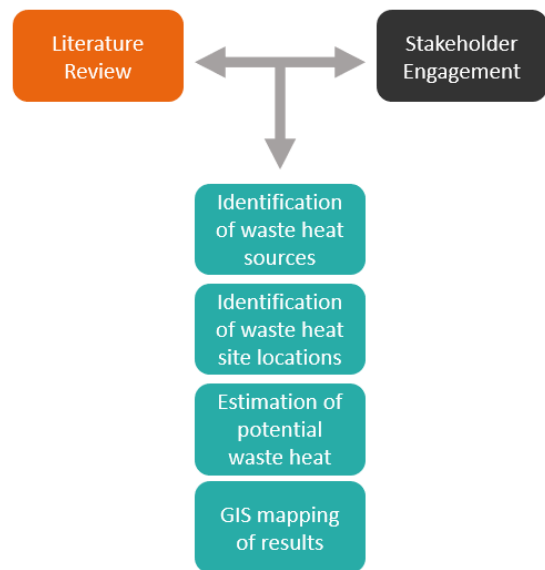 Literature
Review
Stakeholder
Engagement
Identification
of waste heat
sources
Identification
of waste heat
site locations
Estimation of
potential
waste heat
GIS mapping
of results